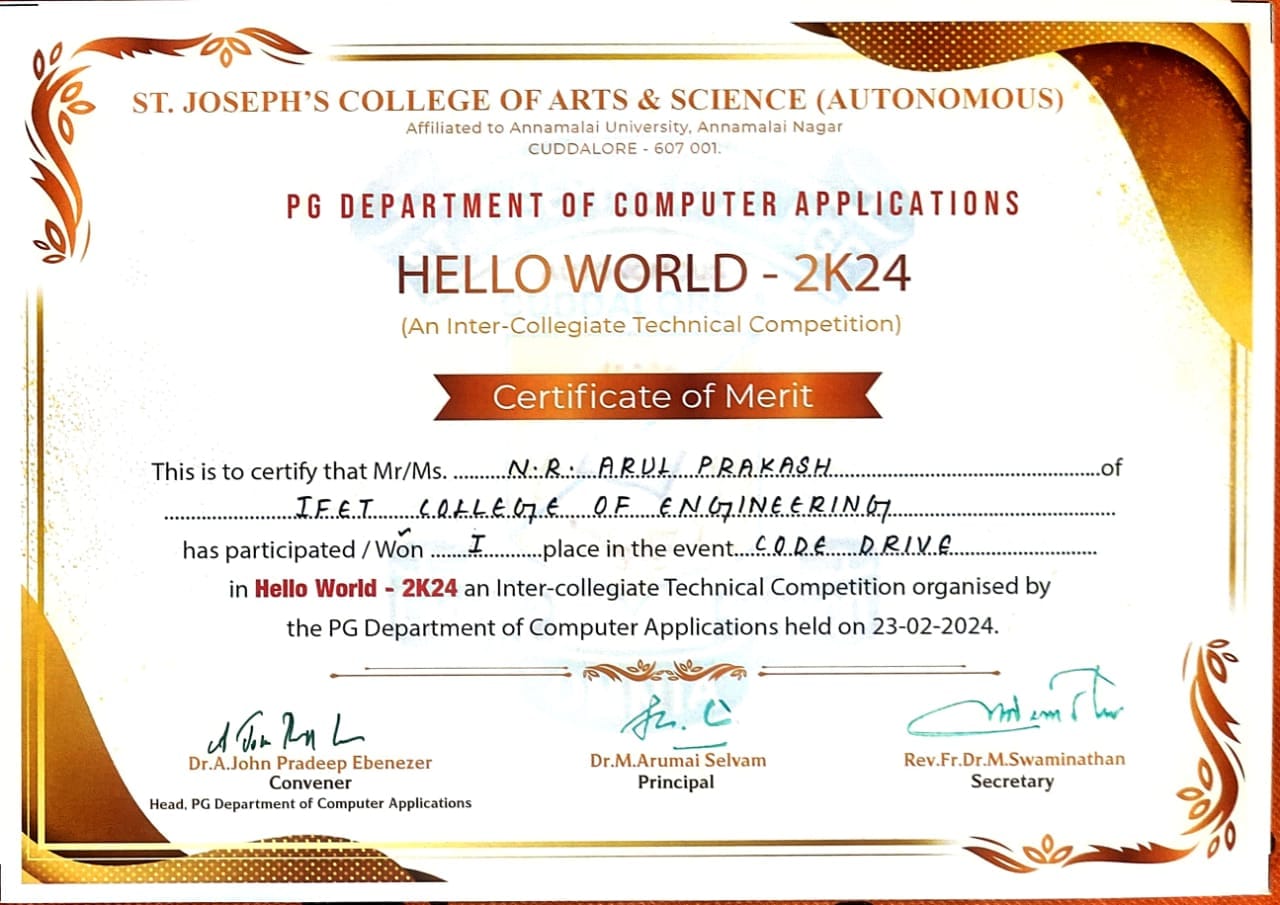 ST. JOSEPH'S COLLEGE OF ARTS & SCIENCE (AUTONOMOUS)
Affiliated to Annamalai University, Annamalai Nagar
CUDDALORE - 607 001.
PG DEPARTMENT OF COMPUTER APPLICATIONS
HELLO WORLD - 2K24
(An Inter-Collegiate Technical Competition)
Certificate of Merit
This is to certify that Mr/Ms. ........N.R. ARUL PRAKASH........of
IFET COLLEGE OF ENGINEERING
has participated / Won ......I......place in the event...CODE DRIVE
in Hello World - 2K24 an Inter-collegiate Technical Competition organised by
the PG Department of Computer Applications held on 23-02-2024.
Dr.A.John Pradeep Ebenezer
Convener
Head, PG Department of Computer Applications
Dr.M.Arumai Selvam
Principal
Rev.Fr.Dr.M.Swaminathan
Secretary